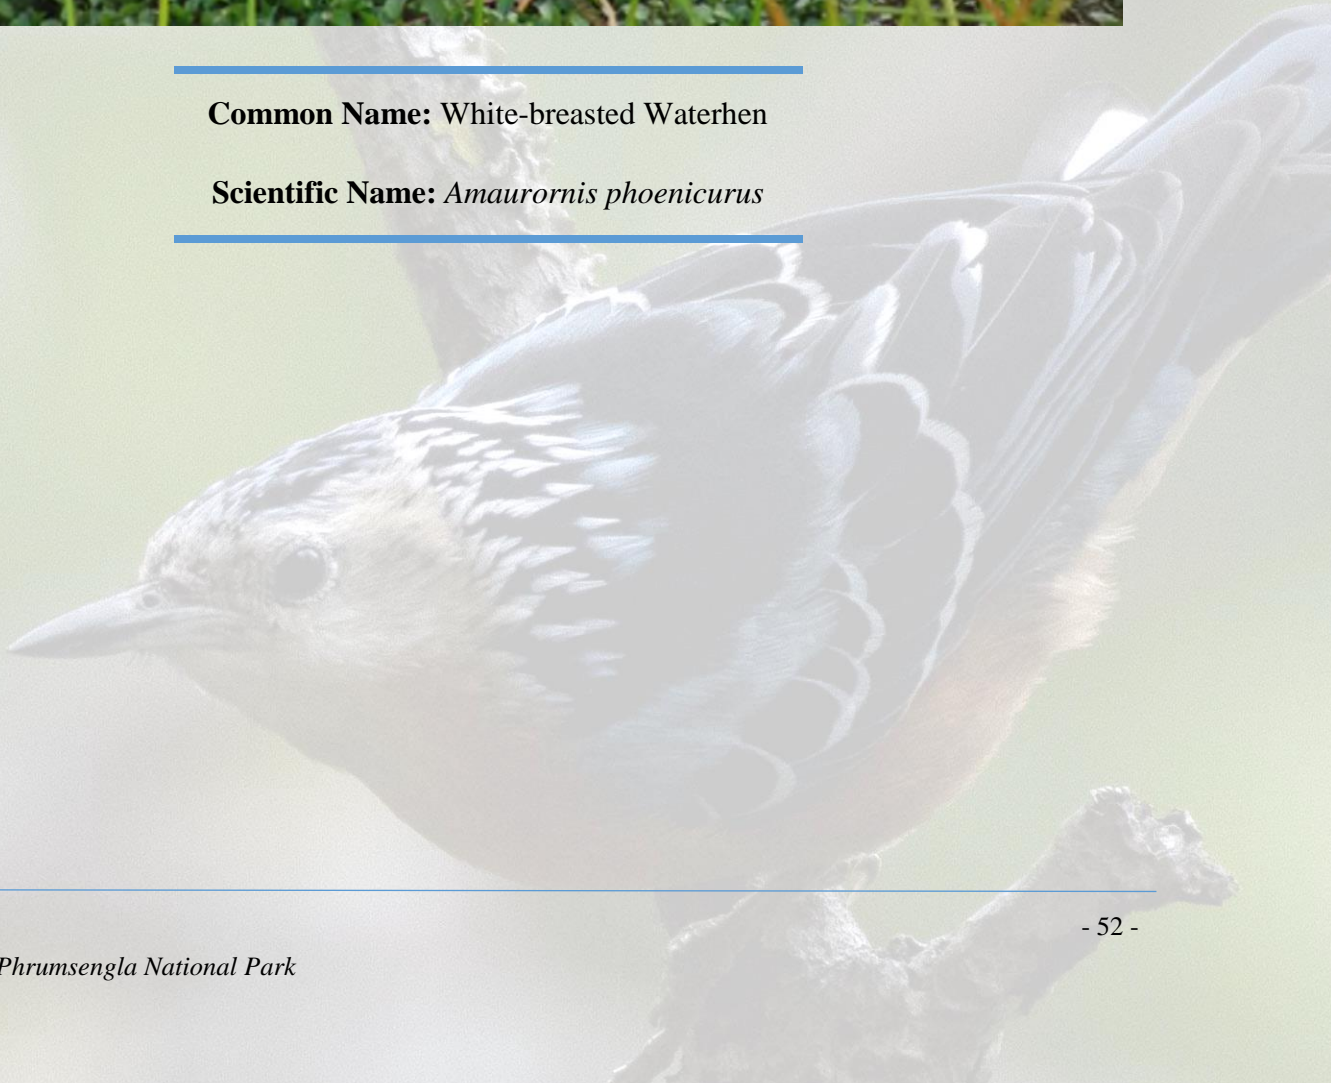 Common Name: White-breasted Waterhen
Scientific Name: Amaurornis phoenicurus
- 52 -
Phrumsengla National Park